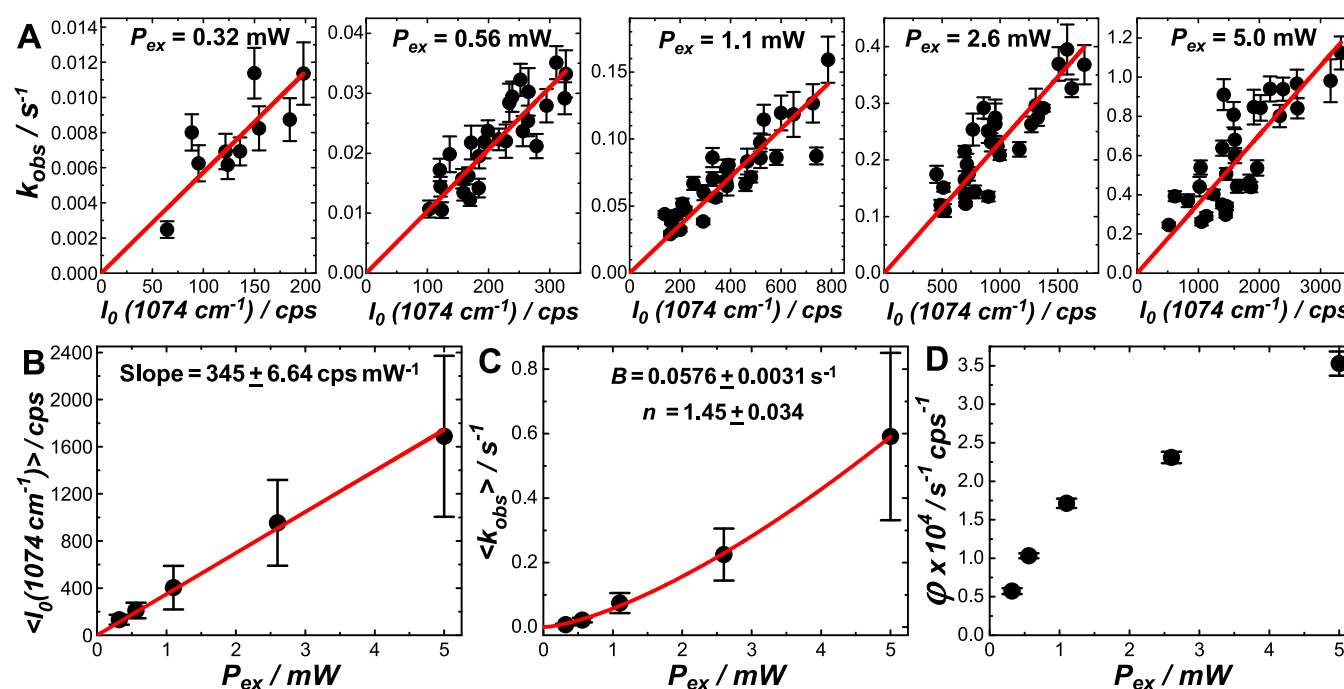 A
P_ex = 0.32 mW
P_ex = 0.56 mW
P_ex = 1.1 mW
P_ex = 2.6 mW
P_ex = 5.0 mW
k_obs / s⁻¹
0.014
0.012
0.010
0.008
0.006
0.004
0.002
0.000
0.04
0.03
0.02
0.01
0.00
0.15
0.10
0.05
0.00
0.4
0.3
0.2
0.1
0.0
1.2
1.0
0.8
0.6
0.4
0.2
0.0
0 50 100 150 200
0 100 200 300
0 200 400 600 800
0 500 1000 1500
0 1000 2000 3000
I₀ (1074 cm⁻¹) / cps
I₀ (1074 cm⁻¹) / cps
I₀ (1074 cm⁻¹) / cps
I₀ (1074 cm⁻¹) / cps
I₀ (1074 cm⁻¹) / cps
B
Slope = 345 ± 6.64 cps mW⁻¹
<I₀(1074 cm⁻¹)> / cps
2400
2000
1600
1200
800
400
0
0 1 2 3 4 5
P_ex / mW
C
B = 0.0576 ± 0.0031 s⁻¹
n = 1.45 ± 0.034
<k_obs> / s⁻¹
0.8
0.6
0.4
0.2
0.0
0 1 2 3 4 5
P_ex / mW
D
φ x 10⁴ / s⁻¹ cps⁻¹
3.5
3.0
2.5
2.0
1.5
1.0
0.5
0.0
0 1 2 3 4 5
P_ex / mW